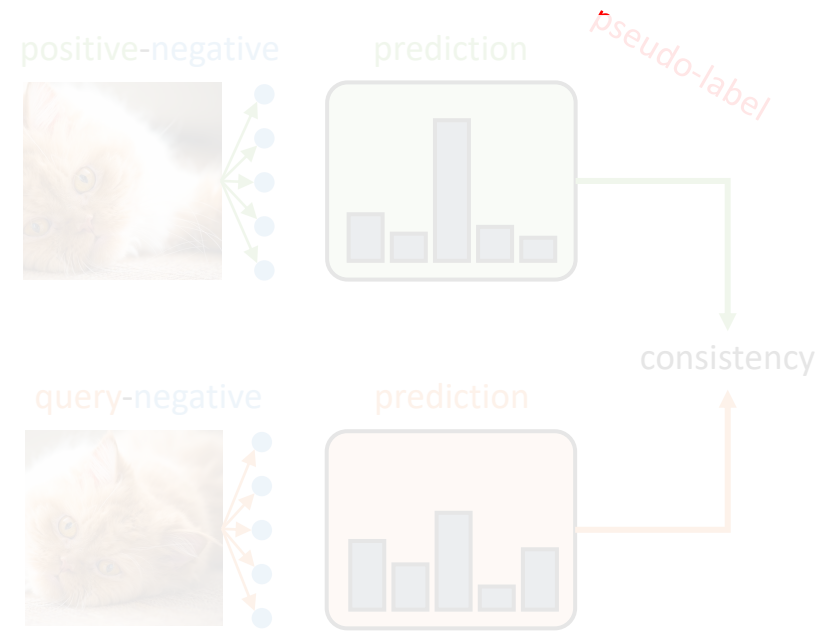 positive-negative
prediction
pseudo-label
consistency
query-negative
prediction